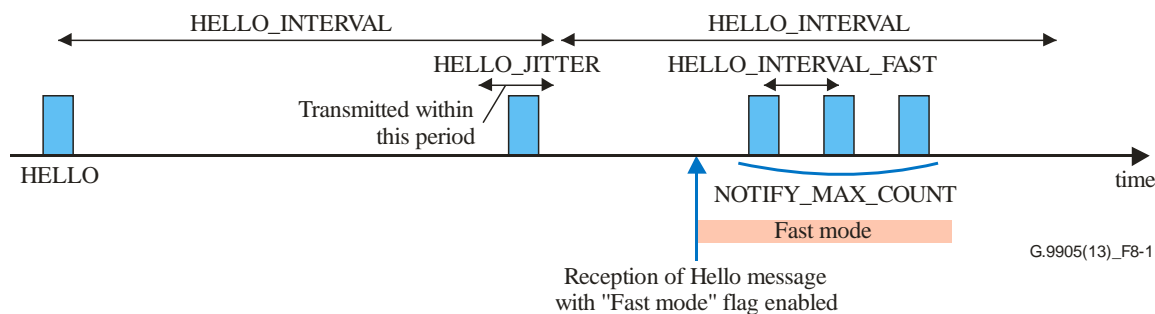 HELLO_INTERVAL
HELLO_INTERVAL
HELLO_JITTER
HELLO_INTERVAL_FAST
Transmitted within
this period
HELLO
time
NOTIFY_MAX_COUNT
Fast mode
G.9905(13)_F8-1
Reception of Hello message
with "Fast mode" flag enabled